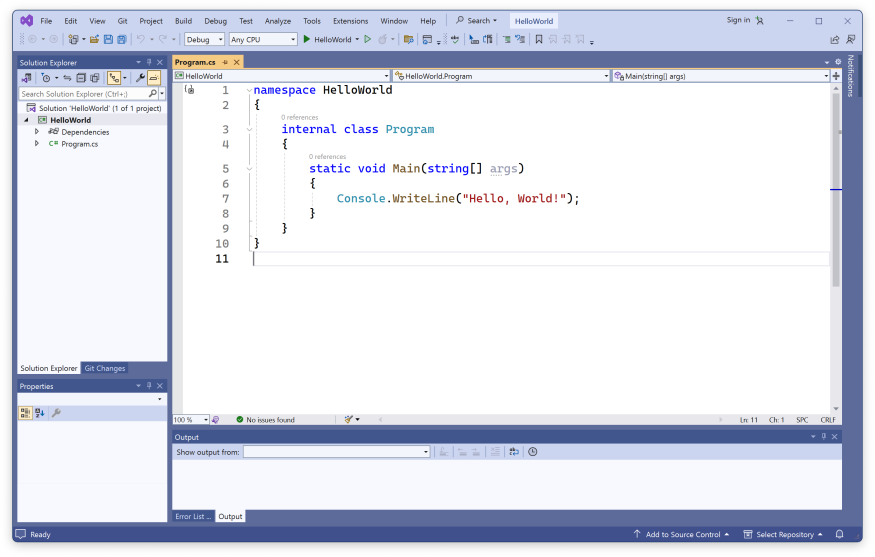 File Edit View Git Project Build Debug Test Analyze Tools Extensions Window Help Search HelloWorld Sign in
Debug Any CPU HelloWorld
Solution Explorer
Search Solution Explorer (Ctrl+;)
Solution 'HelloWorld' (1 of 1 project)
HelloWorld
Dependencies
C# Program.cs
Solution Explorer Git Changes
Properties
Program.cs
HelloWorld HelloWorld.Program Main(string[] args)
1 namespace HelloWorld
2 {
0 references
3 internal class Program
4 {
0 references
5 static void Main(string[] args)
6 {
7 Console.WriteLine("Hello, World!");
8 }
9 }
10 }
11
100 % No issues found Ln: 11 Ch: 1 SPC CRLF
Output
Show output from:
Error List ... Output
Notifications
Ready Add to Source Control Select Repository